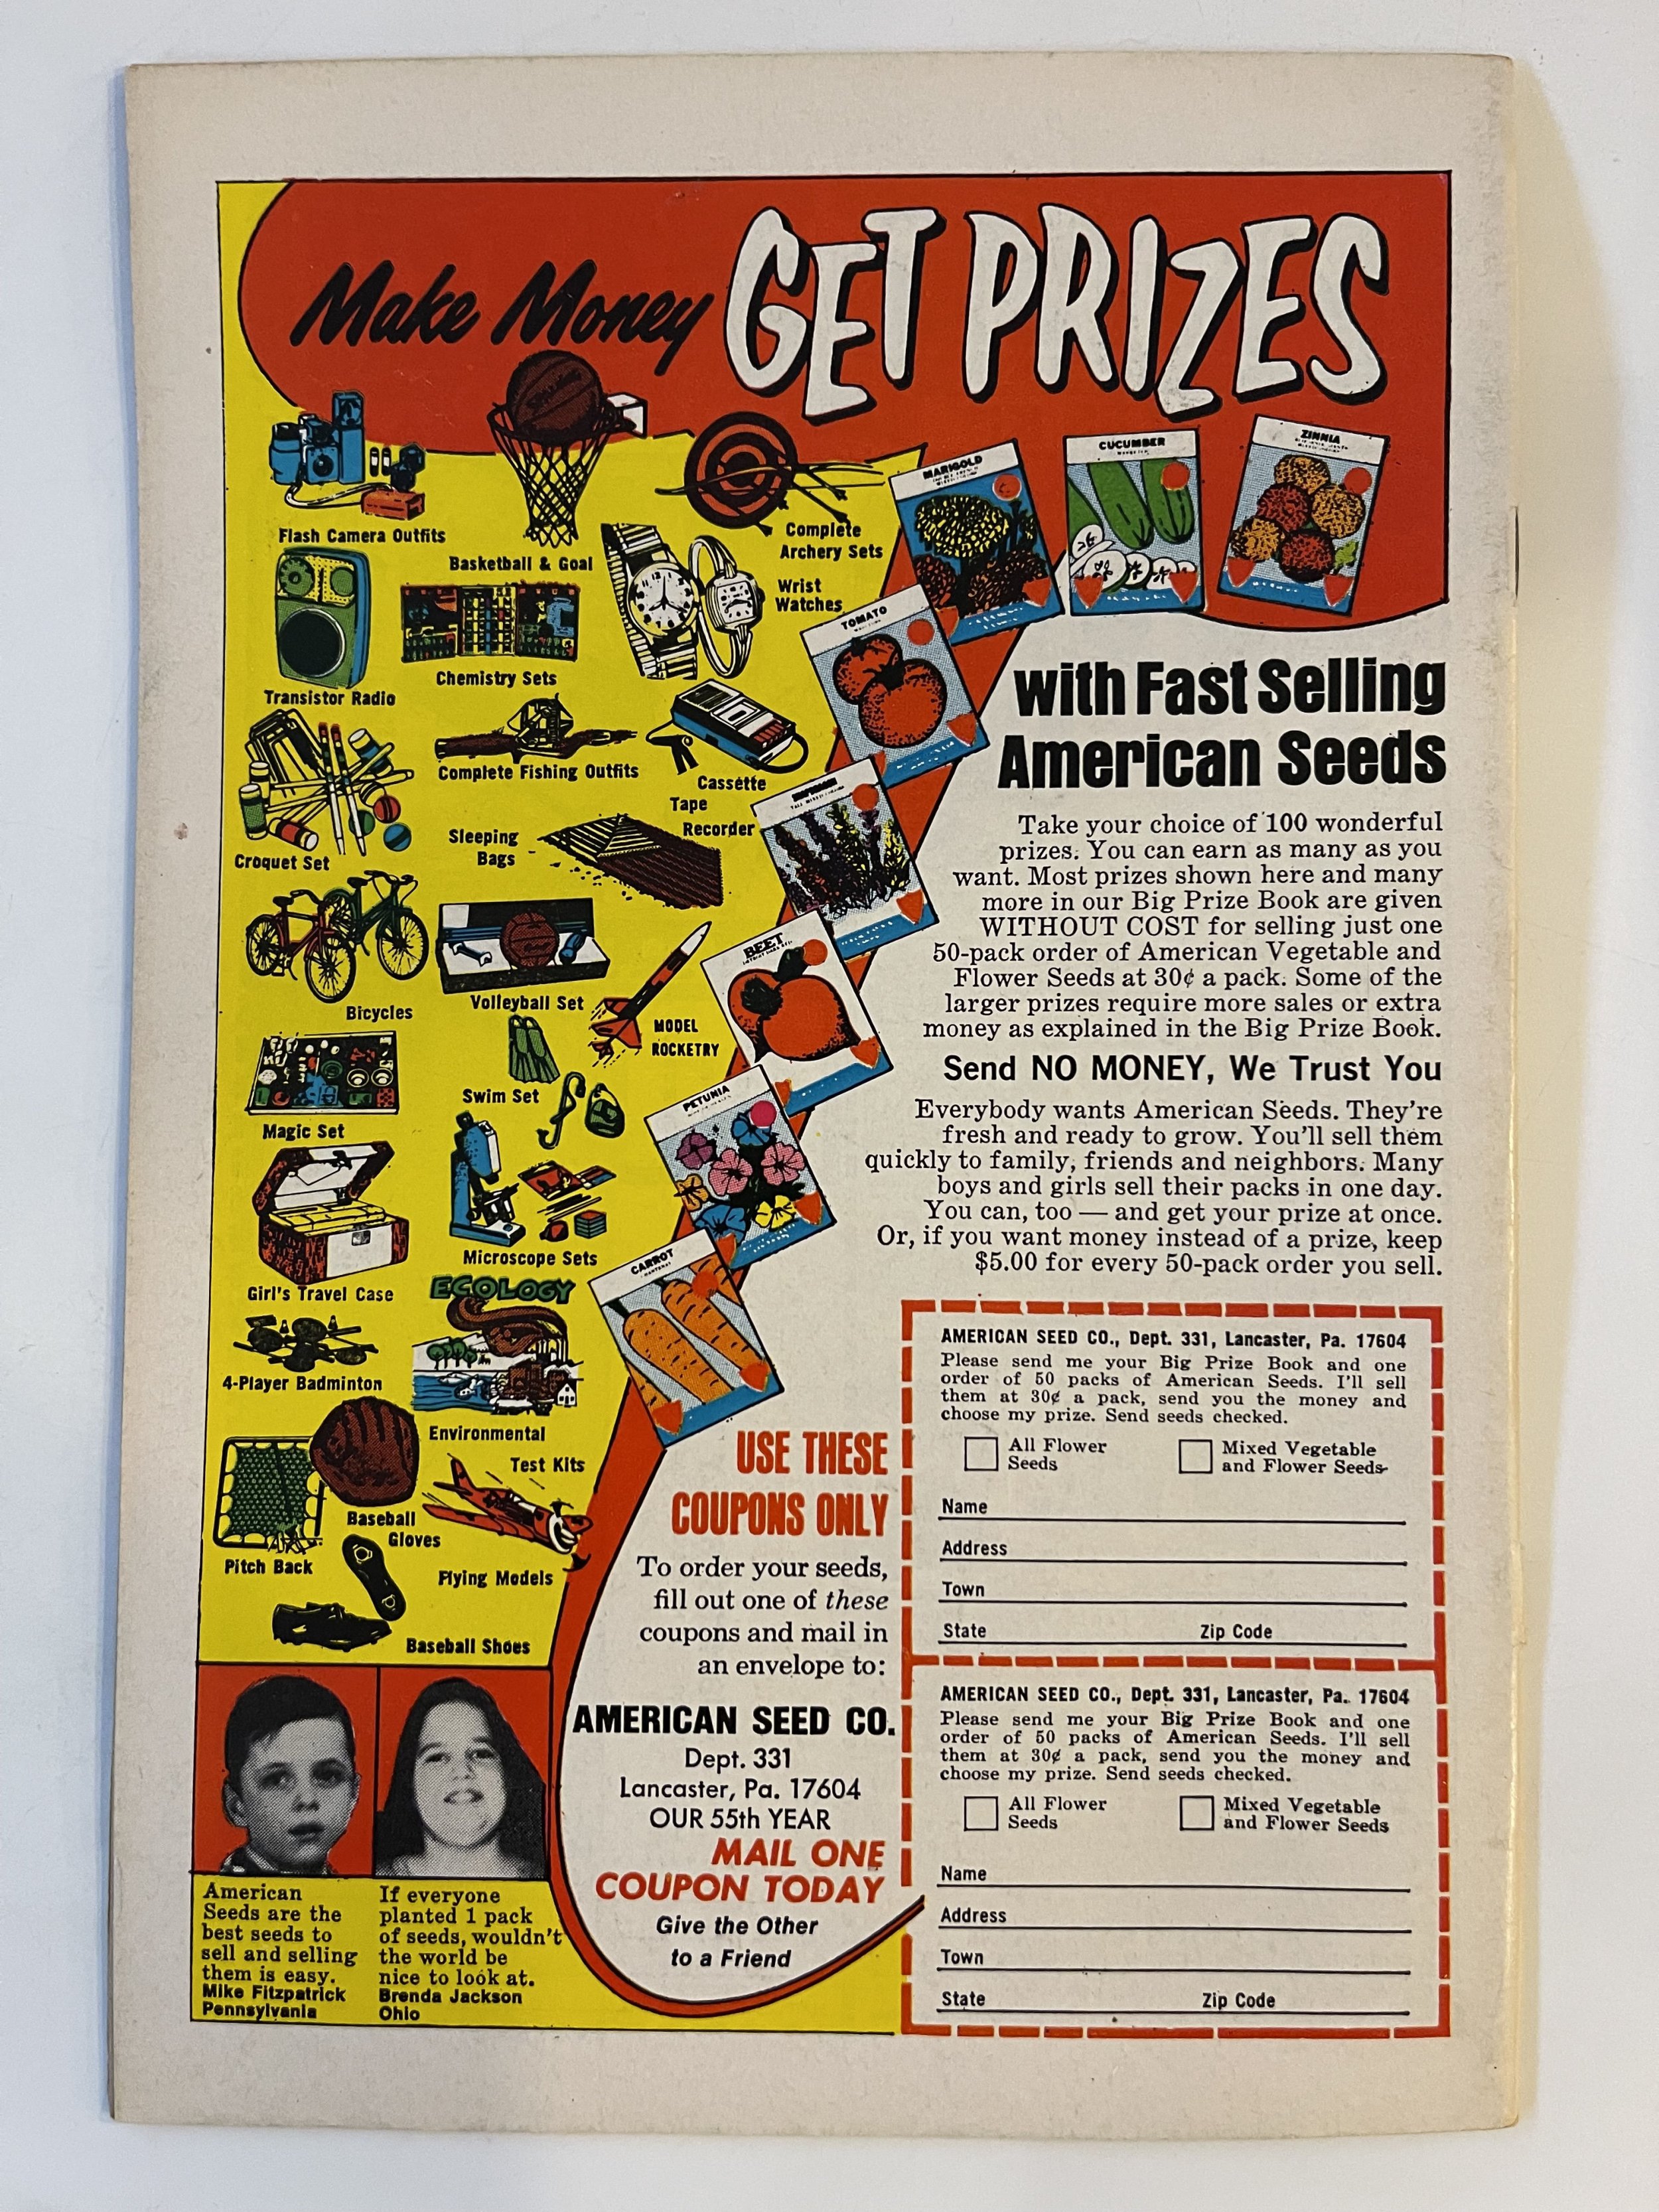 Make Money GET PRIZES
Flash Camera Outfits
Basketball & Goal
Complete
Archery Sets
Wrist
Watches
Transistor Radio
Chemistry Sets
Complete Fishing Outfits
Cassette
Tape
Recorder
Croquet Set
Sleeping
Bags
Bicycles
Volleyball Set
MODEL
ROCKETRY
Magic Set
Swim Set
Girl's Travel Case
Microscope Sets
ECOLOGY
4-Player Badminton
Environmental
Test Kits
Baseball
Gloves
Pitch Back
Flying Models
Baseball Shoes
MARIGOLD
CUCUMBER
ZINNIA
TOMATO
BEET
PETUNIA
CARROT
with Fast Selling
American Seeds
Take your choice of 100 wonderful
prizes. You can earn as many as you
want. Most prizes shown here and many
more in our Big Prize Book are given
WITHOUT COST for selling just one
50-pack order of American Vegetable and
Flower Seeds at 30¢ a pack. Some of the
larger prizes require more sales or extra
money as explained in the Big Prize Book.
Send NO MONEY, We Trust You
Everybody wants American Seeds. They're
fresh and ready to grow. You'll sell them
quickly to family, friends and neighbors. Many
boys and girls sell their packs in one day.
You can, too — and get your prize at once.
Or, if you want money instead of a prize, keep
$5.00 for every 50-pack order you sell.
USE THESE
COUPONS ONLY
To order your seeds,
fill out one of these
coupons and mail in
an envelope to:
AMERICAN SEED CO.
Dept. 331
Lancaster, Pa. 17604
OUR 55th YEAR
MAIL ONE
COUPON TODAY
Give the Other
to a Friend
AMERICAN SEED CO., Dept. 331, Lancaster, Pa. 17604
Please send me your Big Prize Book and one
order of 50 packs of American Seeds. I'll sell
them at 30¢ a pack, send you the money and
choose my prize. Send seeds checked.
All Flower
Seeds
Mixed Vegetable
and Flower Seeds
Name
Address
Town
State Zip Code
AMERICAN SEED CO., Dept. 331, Lancaster, Pa. 17604
Please send me your Big Prize Book and one
order of 50 packs of American Seeds. I'll sell
them at 30¢ a pack, send you the money and
choose my prize. Send seeds checked.
All Flower
Seeds
Mixed Vegetable
and Flower Seeds
Name
Address
Town
State Zip Code
American
Seeds are the
best seeds to
sell and selling
them is easy.
Mike Fitzpatrick
Pennsylvania
If everyone
planted 1 pack
of seeds, wouldn't
the world be
nice to look at.
Brenda Jackson
Ohio